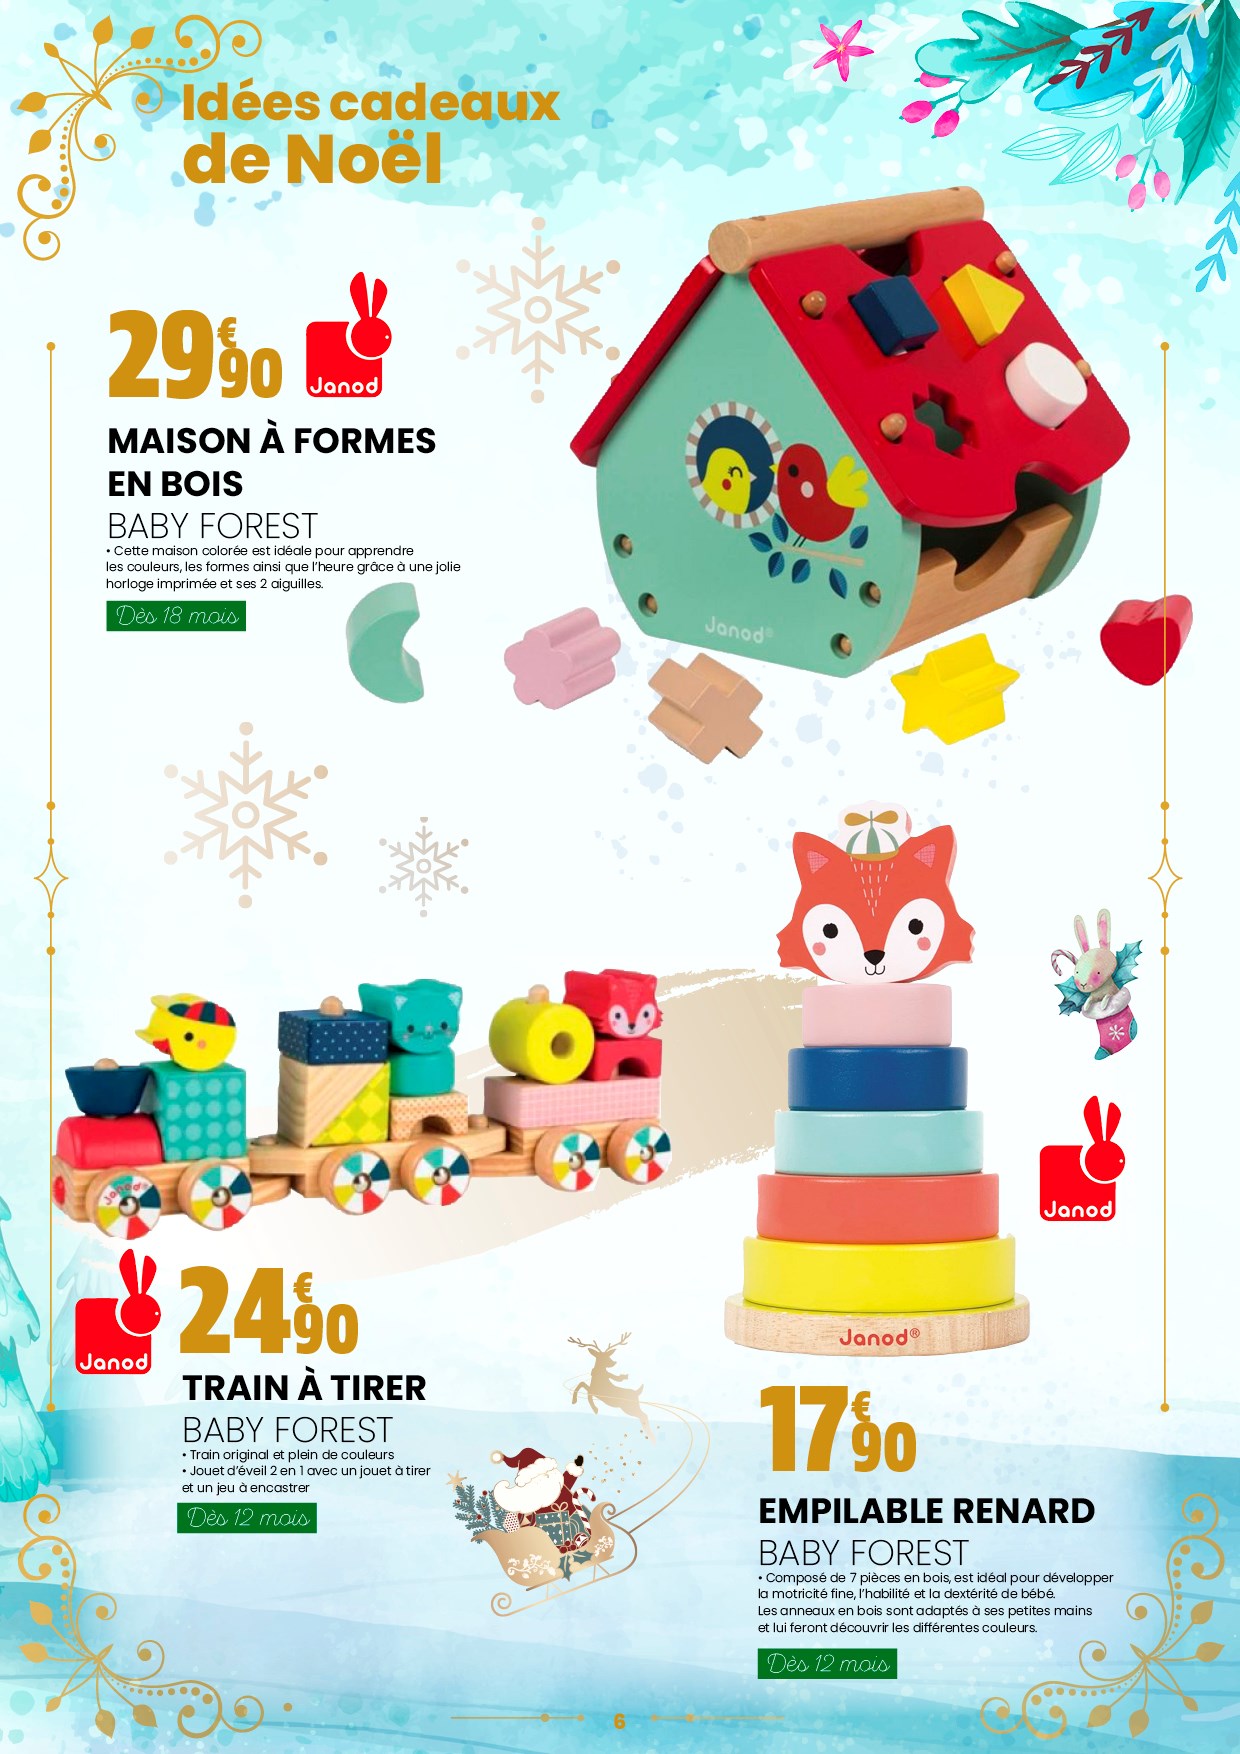 Idées cadeaux
de Noël
29€90
Janod
MAISON À FORMES
EN BOIS
BABY FOREST
• Cette maison colorée est idéale pour apprendre
les couleurs, les formes ainsi que l'heure grâce à une jolie
horloge imprimée et ses 2 aiguilles.
Dès 18 mois
Janod®
Janod®
Janod
Janod®
Janod
24€90
TRAIN À TIRER
BABY FOREST
• Train original et plein de couleurs
• Jouet d'éveil 2 en 1 avec un jouet à tirer
et un jeu à encastrer
Dès 12 mois
17€90
EMPILABLE RENARD
BABY FOREST
• Composé de 7 pièces en bois, est idéal pour développer
la motricité fine, l'habilité et la dextérité de bébé.
Les anneaux en bois sont adaptés à ses petites mains
et lui feront découvrir les différentes couleurs.
Dès 12 mois
6